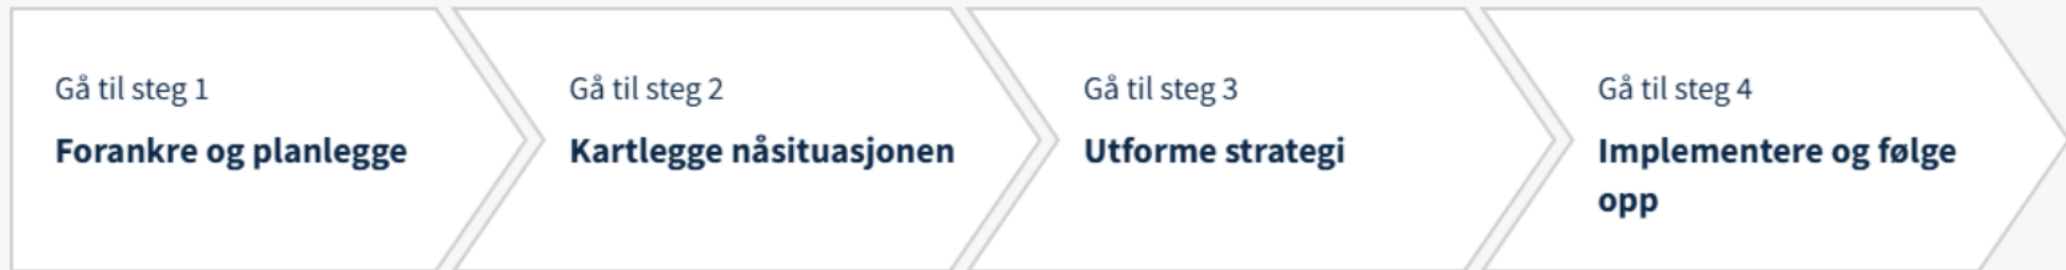 Gå til steg 1
Forankre og planlegge
Gå til steg 2
Kartlegge nåsituasjonen
Gå til steg 3
Utforme strategi
Gå til steg 4
Implementere og følge
opp